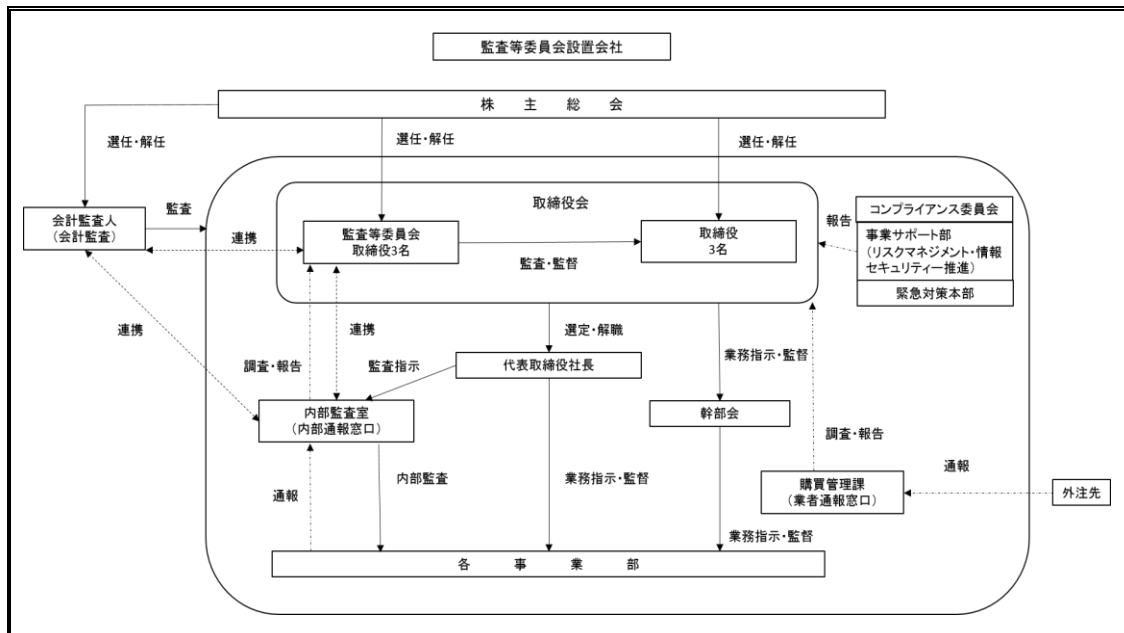 監査等委員会設置会社
株 主 総 会
選任・解任
選任・解任
選任・解任
会計監査人
(会計監査)
監査
連携
取締役会
監査等委員会
取締役3名
監査・監督
取締役
3名
報告
コンプライアンス委員会
事業サポート部
(リスクマネジメント・情報
セキュリティー推進)
緊急対策本部
連携
調査・報告
連携
監査指示
選定・解職
代表取締役社長
業務指示・監督
内部監査室
(内部通報窓口)
幹部会
調査・報告
通報
内部監査
業務指示・監督
通報
購買管理課
(業者通報窓口)
外注先
業務指示・監督
各 事 業 部